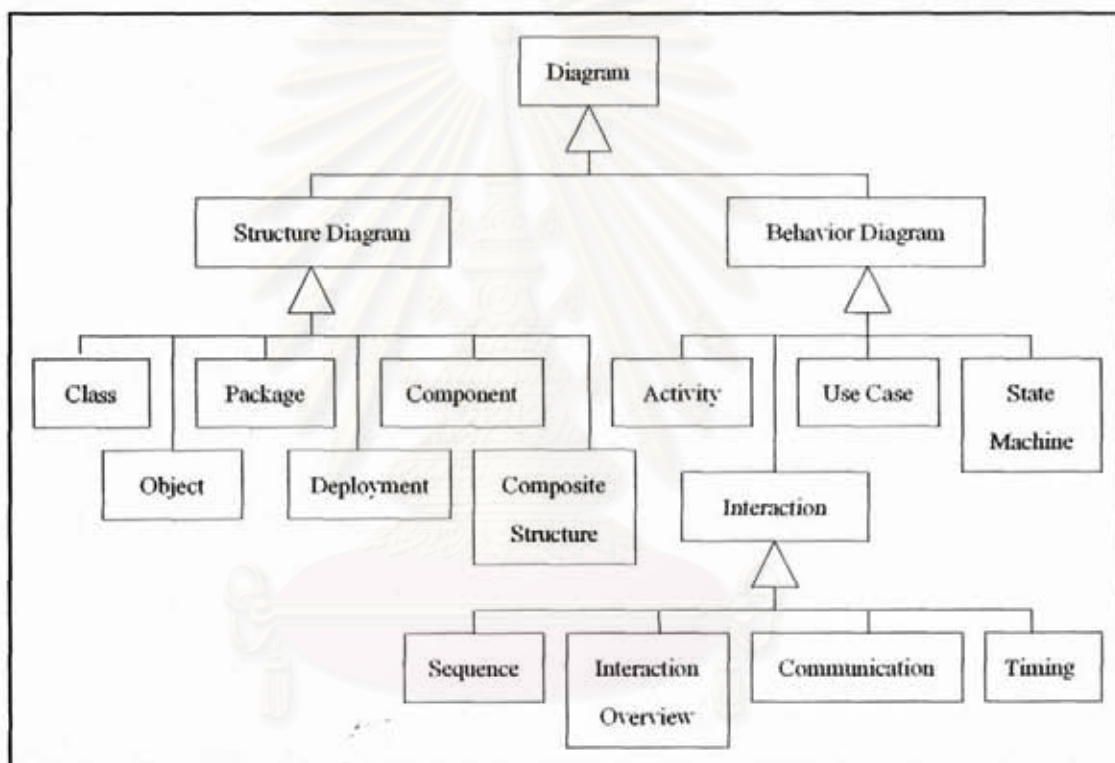 Diagram
Structure Diagram
Behavior Diagram
Class
Package
Component
Activity
Use Case
State
Machine
Object
Deployment
Composite
Structure
Interaction
Sequence
Interaction
Overview
Communication
Timing